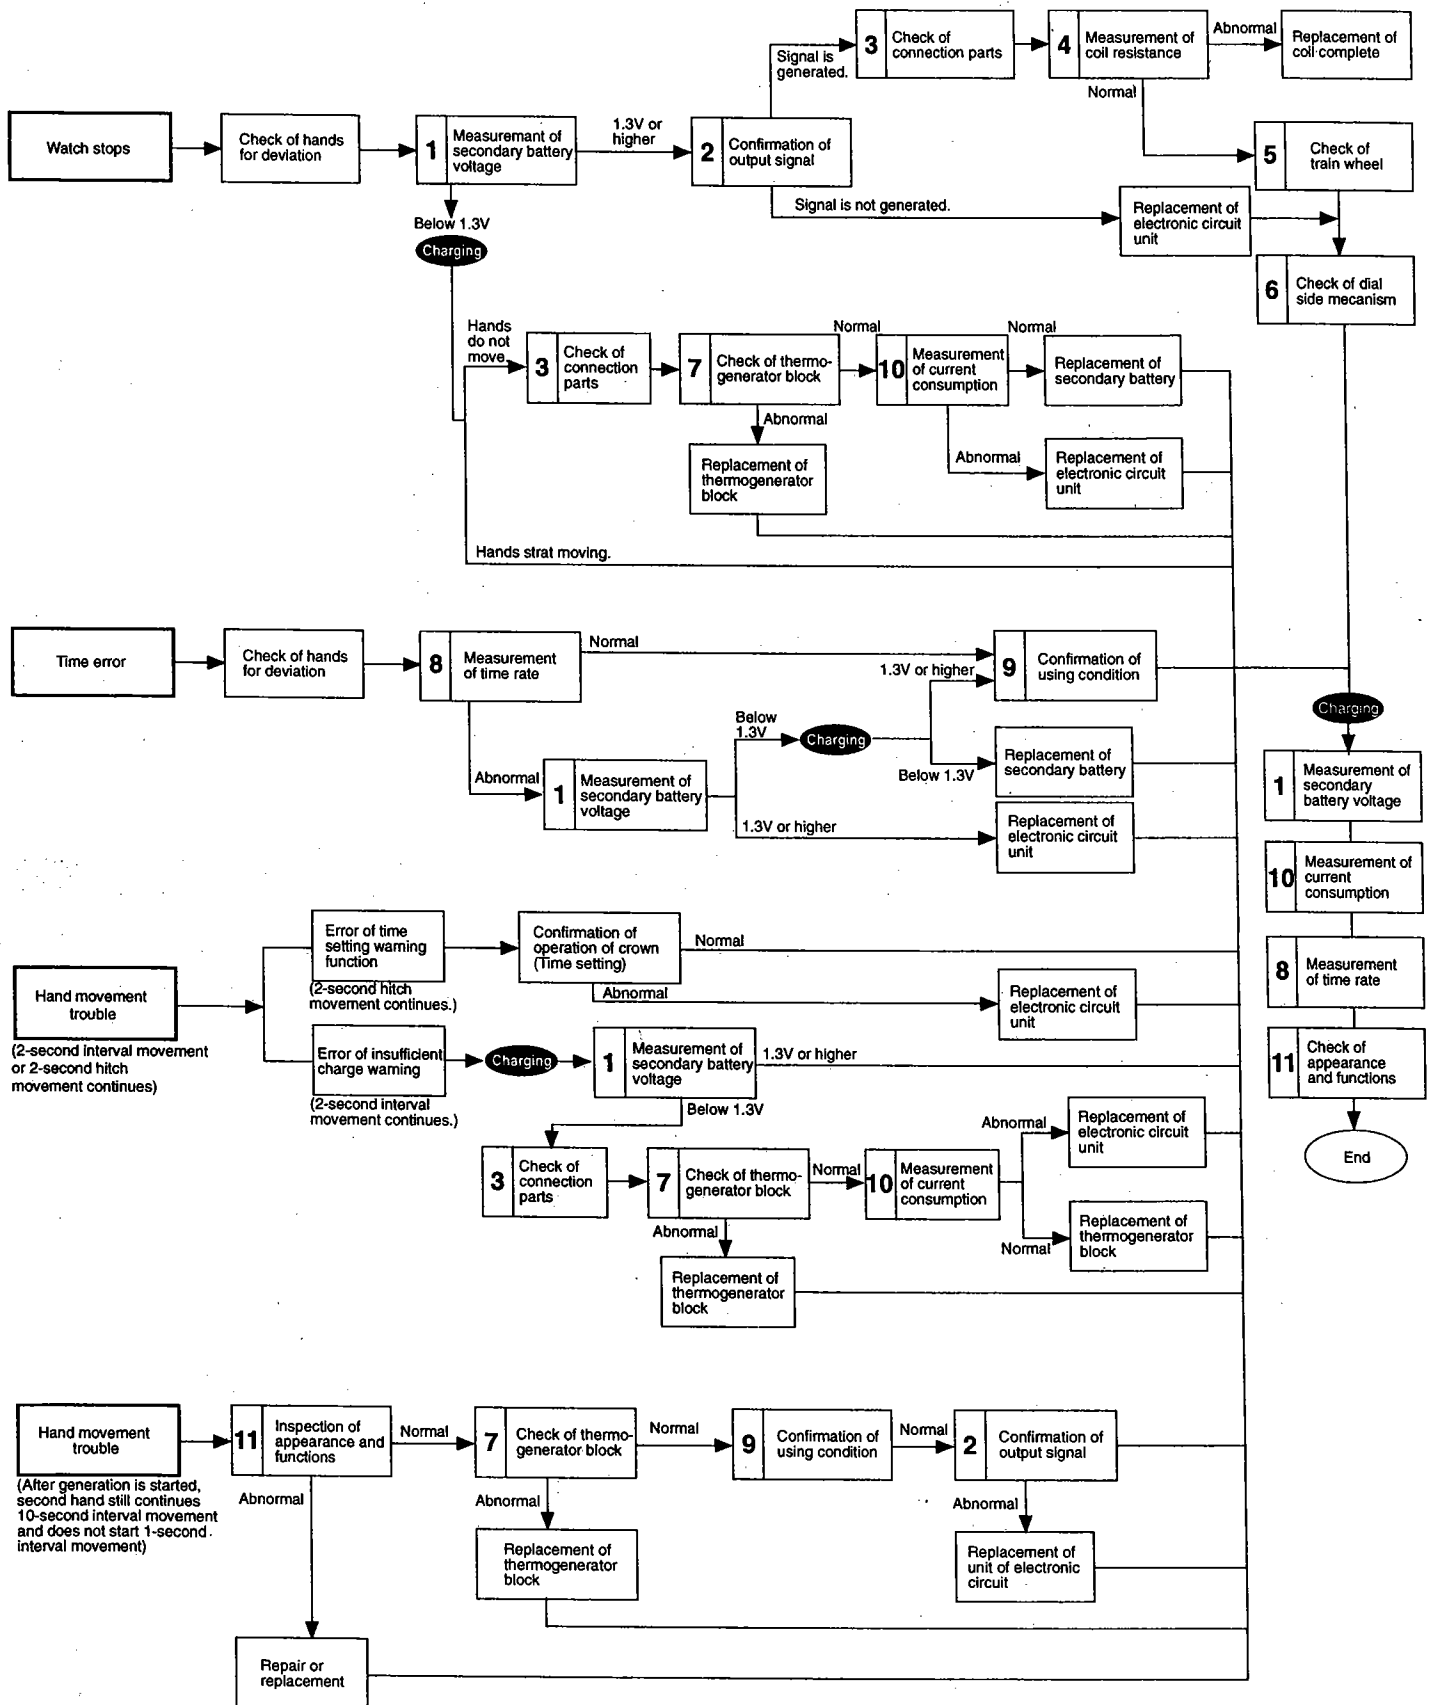 Signal is
generated.
3
Check of
connection parts
4
Measurement of
coil resistance
Abnormal
Replacement of
coil complete
Normal
Watch stops
Check of hands
for deviation
1
Measuremant of
secondary battery
voltage
1.3V or
higher
2
Confirmation of
output signal
5
Check of
train wheel
Signal is not generated.
Replacement of
electronic circuit
unit
Below 1.3V
Charging
6
Check of dial
side mecanism
Hands
do not
move
3
Check of
connection
parts
7
Check of thermo-
generator block
Normal
10
Measurement
of current
consumption
Normal
Replacement of
secondary battery
Abnormal
Replacement of
thermogenerator
block
Abnormal
Replacement of
electronic circuit
unit
Hands strat moving.
Time error
Check of hands
for deviation
8
Measurement
of time rate
Normal
9
Confirmation of
using condition
1.3V or higher
Abnormal
1
Measurement of
secondary battery
voltage
Below
1.3V
Charging
Below 1.3V
Replacement of
secondary battery
1.3V or higher
Replacement of
electronic circuit
unit
Charging
1
Measurement of
secondary
battery voltage
10
Measurement of
current
consumption
8
Measurement
of time rate
11
Check of
appearance
and functions
End
Hand movement
trouble
(2-second interval movement
or 2-second hitch
movement continues)
Error of time
setting warning
function
(2-second hitch
movement continues.)
Confirmation of
operation of crown
(Time setting)
Normal
Abnormal
Replacement of
electronic circuit
unit
Error of insufficient
charge warning
(2-second interval
movement continues.)
Charging
1
Measurement of
secondary battery
voltage
1.3V or higher
Below 1.3V
3
Check of
connection
parts
7
Check of thermo-
generator block
Normal
10
Measurement
of current
consumption
Abnormal
Replacement of
electronic circuit
unit
Normal
Replacement of
thermogenerator
block
Abnormal
Replacement of
thermogenerator
block
Hand movement
trouble
(After generation is started,
second hand still continues
10-second interval movement
and does not start 1-second
interval movement)
11
Inspection of
appearance and
functions
Normal
7
Check of thermo-
generator block
Normal
9
Confirmation of
using condition
Normal
2
Confirmation of
output signal
Abnormal
Abnormal
Replacement of
thermogenerator
block
Abnormal
Replacement of
unit of electronic
circuit
Repair or
replacement